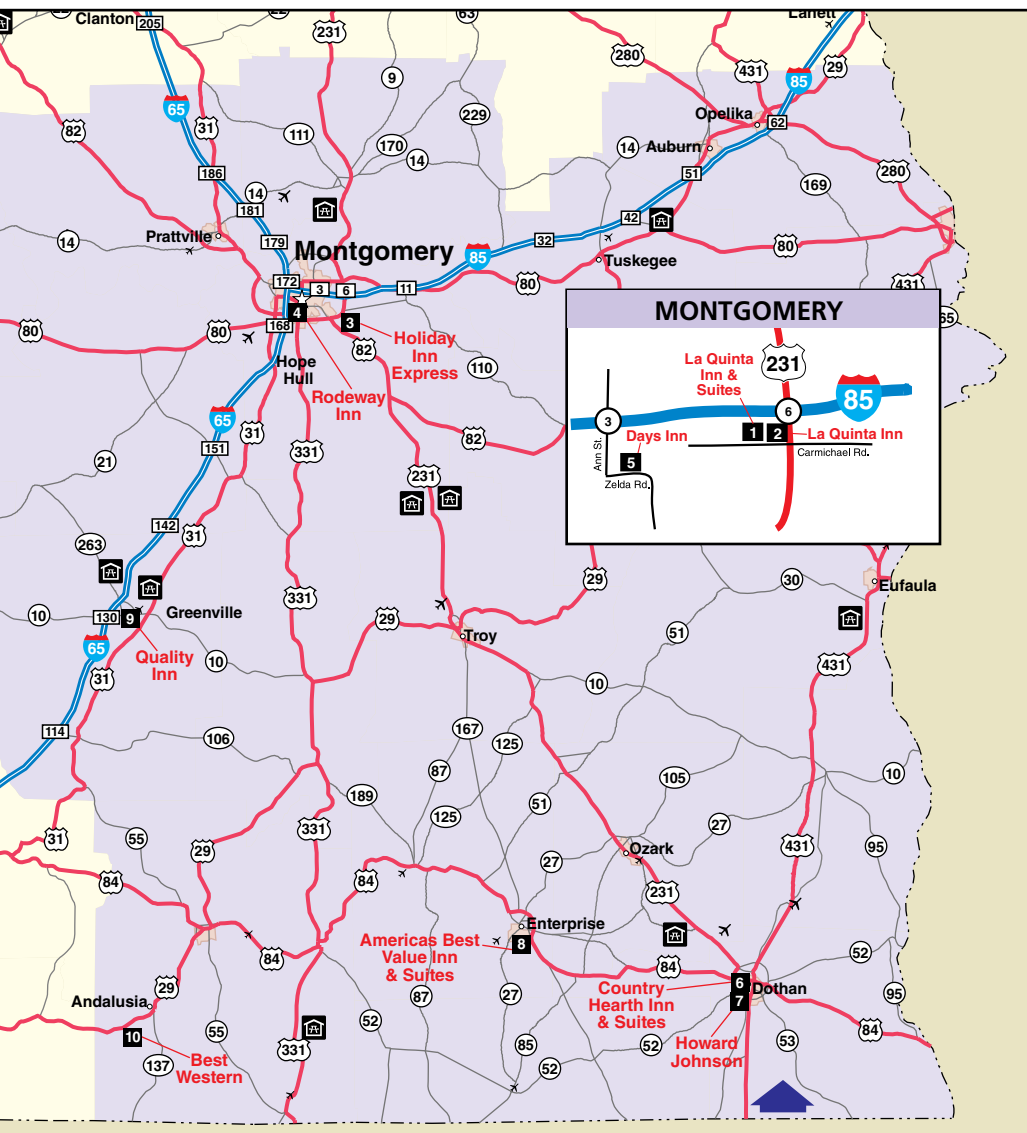 Clanton
205
231
63
Lanett
280
431
29
85
9
65
31
82
111
229
Opelika
62
170
14
14
Auburn
186
51
280
169
14
181
42
14
Prattville
179
32
80
Montgomery
85
Tuskegee
172
3
6
11
80
431
80
80
168
4
3
Holiday
Inn
Express
82
Hope
Hull
110
Rodeway
Inn
65
31
151
331
82
21
231
142
31
263
MONTGOMERY
La Quinta
Inn &
Suites
231
85
3
6
1
2
La Quinta Inn
Days Inn
Carmichael Rd.
Ann St.
5
Zelda Rd.
29
30
Eufaula
331
10
130
9
Greenville
29
Troy
51
65
Quality
Inn
10
431
31
10
114
106
167
125
87
105
10
189
51
125
27
31
55
331
29
431
95
Ozark
27
84
84
231
Enterprise
Americas Best
Value Inn
& Suites
8
84
52
84
29
Country
Hearth Inn
& Suites
6
7
Dothan
95
87
27
Andalusia
10
55
52
84
Howard
Johnson
53
85
52
331
52
137
Best
Western